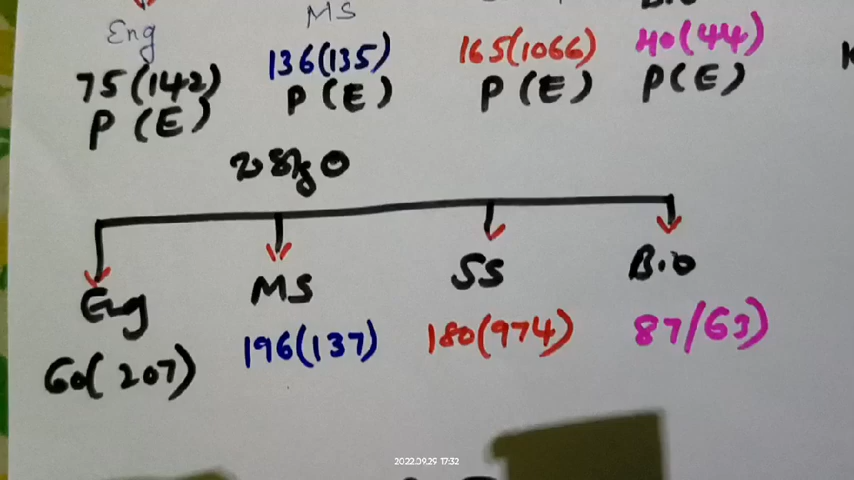 Eng MS
75(142) 136(135) 165(1066) 40(44)
P (E) P (E) P (E) P(E)
Eng MS SS Bio
60(207) 196(137) 180(974) 87/63)
2022.09.29 17:32